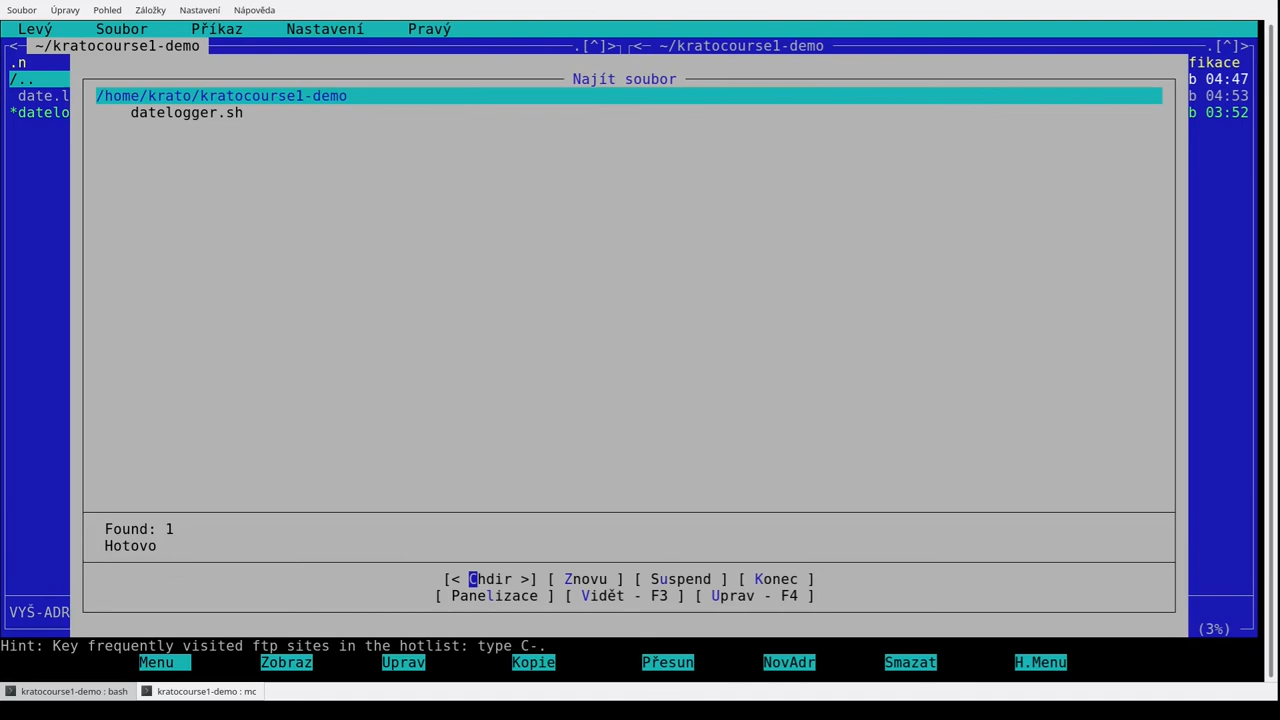 Soubor Úpravy Pohled Záložky Nastavení Nápověda
Levý Soubor Příkaz Nastavení Pravý
<─ ~/kratocourse1-demo .[^]> <─ ~/kratocourse1-demo .[^]>
.n fikace
/.. b 04:47
date.l b 04:53
*datelo b 03:52
Najít soubor
/home/krato/kratocourse1-demo
datelogger.sh
Found: 1
Hotovo
[< Chdir >] [ Znovu ] [ Suspend ] [ Konec ]
[ Panelizace ] [ Vidět - F3 ] [ Uprav - F4 ]
VYŠ-ADR
(3%)
Hint: Key frequently visited ftp sites in the hotlist: type C-.
Menu Zobraz Uprav Kopie Přesun NovAdr Smazat H.Menu
kratocourse1-demo : bash kratocourse1-demo : mc